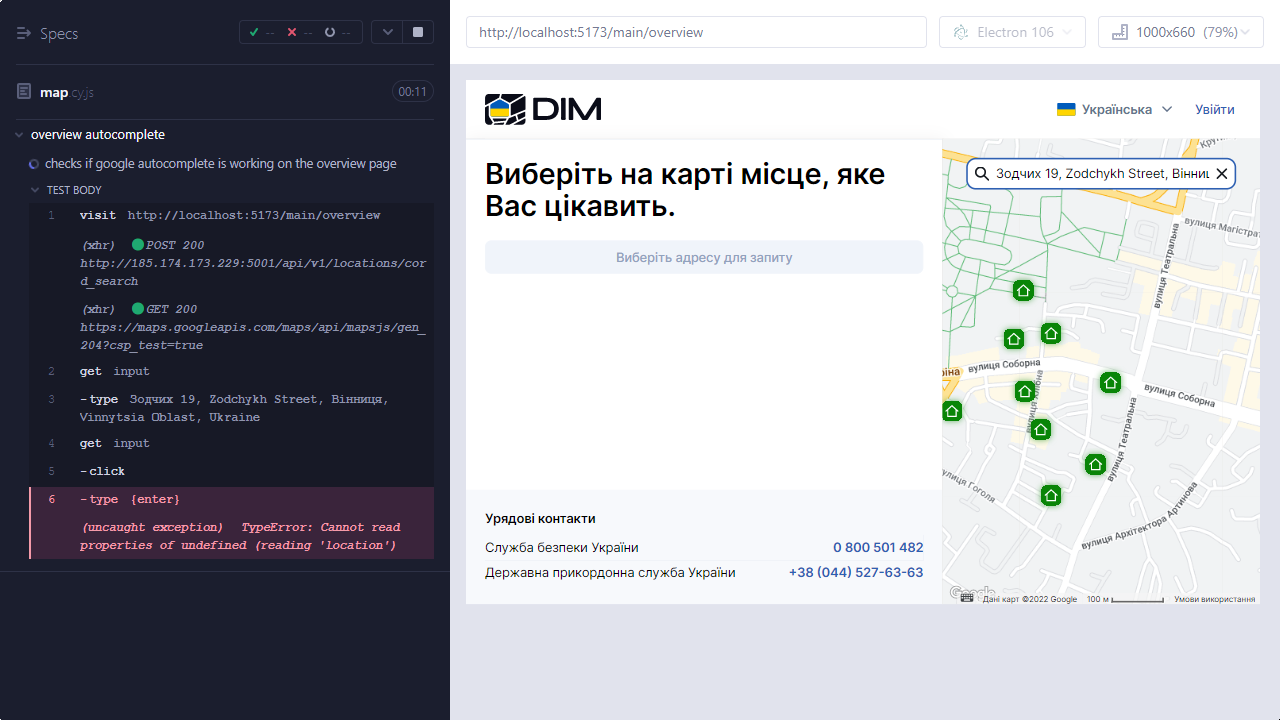 Specs
-- -- --
map.cy.js
00:11
overview autocomplete
checks if google autocomplete is working on the overview page
TEST BODY
1 visit http://localhost:5173/main/overview
(xhr) POST 200
http://185.174.173.229:5001/api/v1/locations/cor
d_search
(xhr) GET 200
https://maps.googleapis.com/maps/api/mapsjs/gen_
204?csp_test=true
2 get input
3 -type Зодчих 19, Zodchykh Street, Вінниця,
Vinnytsia Oblast, Ukraine
4 get input
5 -click
6 -type {enter}
(uncaught exception) TypeError: Cannot read
properties of undefined (reading 'location')
http://localhost:5173/main/overview
Electron 106
1000x660 (79%)
DIM
Українська
Увійти
Виберіть на карті місце, яке
Вас цікавить.
Виберіть адресу для запиту
Урядові контакти
Служба безпеки України 0 800 501 482
Державна прикордонна служба України +38 (044) 527-63-63
Зодчих 19, Zodchykh Street, Вінниц
вулиця Магістрат
вулиця Театральна
вулиця Соборна
вулиця Соборна
вулиця Хлібна
вулиця Театральна
вулиця Гоголя
вулиця Архітектора Артинова
Google
Дані карт ©2022 Google
100 м
Умови використання